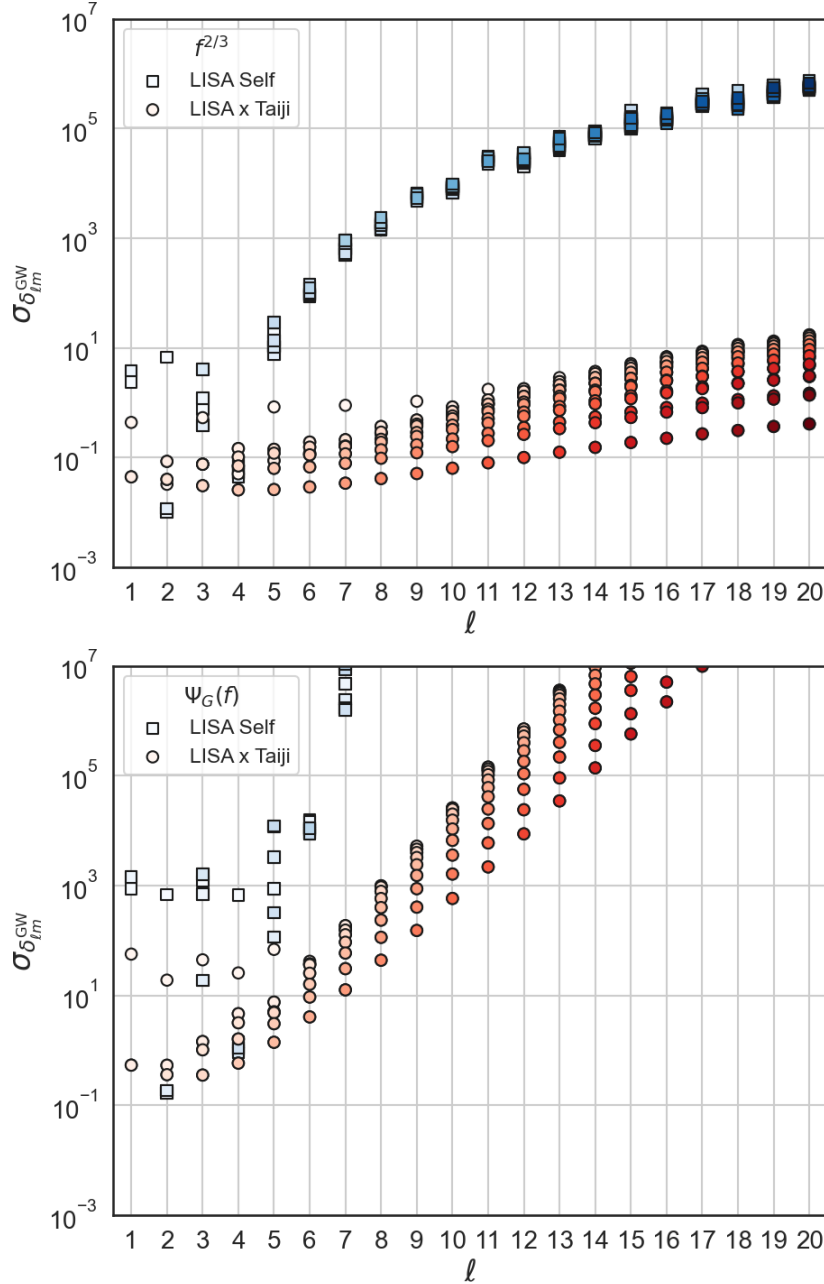 10^7
f^{2/3}
LISA Self
LISA x Taiji
10^5
10^3
10^1
10^{-1}
10^{-3}
σ_{δ_{ℓm}^{GW}}
1 2 3 4 5 6 7 8 9 10 11 12 13 14 15 16 17 18 19 20
ℓ
10^7
Ψ_G(f)
LISA Self
LISA x Taiji
10^5
10^3
10^1
10^{-1}
10^{-3}
σ_{δ_{ℓm}^{GW}}
1 2 3 4 5 6 7 8 9 10 11 12 13 14 15 16 17 18 19 20
ℓ